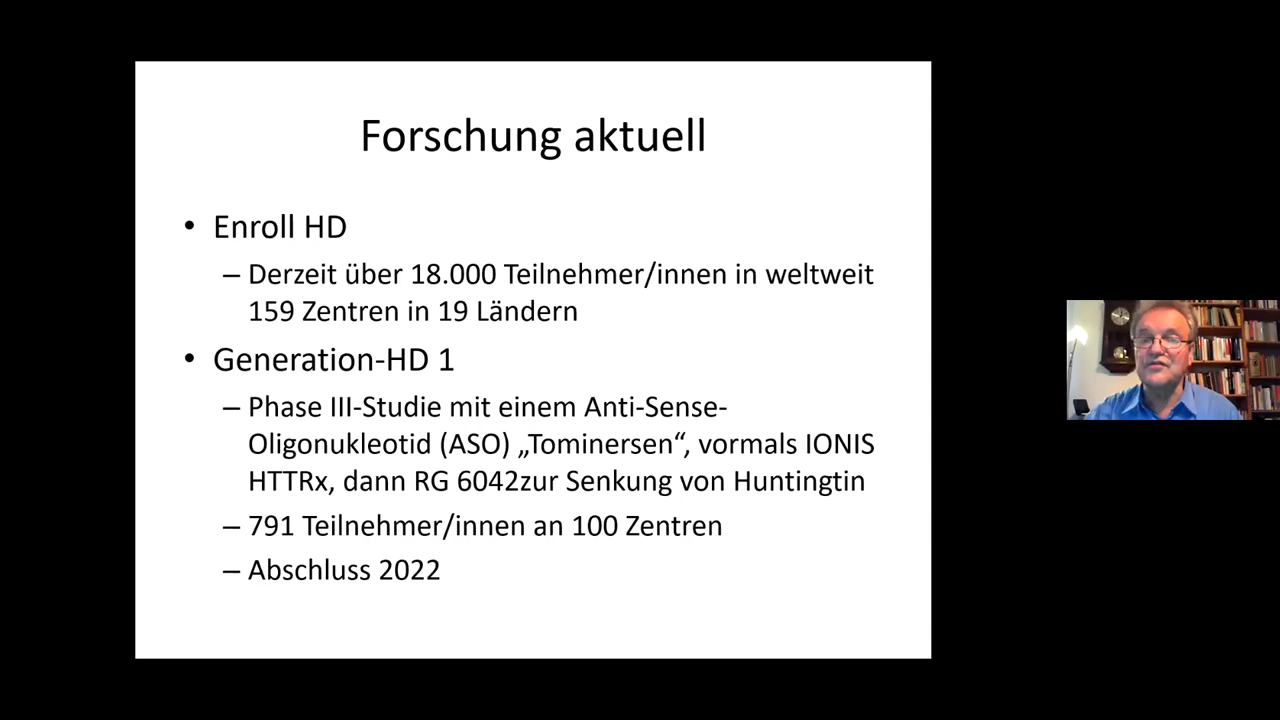 Forschung aktuell
• Enroll HD
– Derzeit über 18.000 Teilnehmer/innen in weltweit
159 Zentren in 19 Ländern
• Generation-HD 1
– Phase III-Studie mit einem Anti-Sense-
Oligonukleotid (ASO) „Tominersen“, vormals IONIS
HTTRx, dann RG 6042zur Senkung von Huntingtin
– 791 Teilnehmer/innen an 100 Zentren
– Abschluss 2022